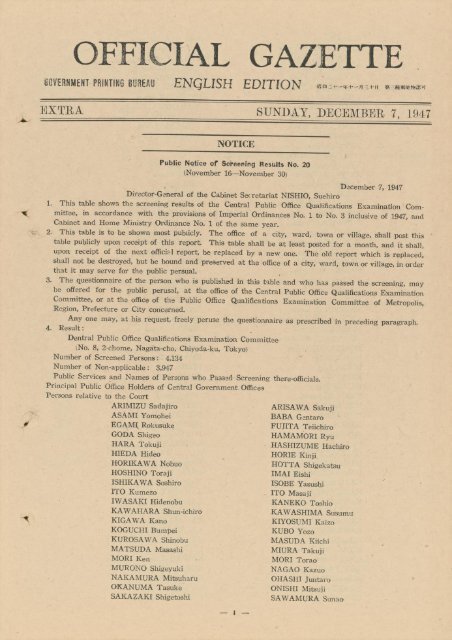 OFFICIAL GAZETTE
GOVERNMENT PRINTING BUREAU ENGLISH EDITION
EXTRA SUNDAY, DECEMBER 7, 1947
NOTICE
Public Notice of Screening Results No. 20
(November 16—November 30)
December 7, 1947
Director-General of the Cabinet Secretariat NISHIO, Suehiro
1. This table shows the screening results of the Central Public Office Qualifications Examination Com-
mittee, in accordance with the provisions of Imperial Ordinances No. 1 to No. 3 inclusive of 1947, and
Cabinet and Home Ministry Ordinance No. 1 of the same year.
2. This table is to be shown most pubicly. The office of a city, ward, town or village, shall post this
table publicly upon receipt of this report. This table shall be at least posted for a month, and it shall,
upon receipt of the next official report, be replaced by a new one. The old report which is replaced,
shall not be destroyed, but be bound and preserved at the office of a city, ward, town or village, in order
that it may serve for the public perusal.
3. The questionnaire of the person who is published in this table and who has passed the screening, may
be offered for the public perusal, at the office of the Central Public Office Qualifications Examination
Committee, or at the office of the Public Office Qualifications Examination Committee of Metropolis,
Region, Prefecture or City concerned.
Any one may, at his request, freely peruse the questionnaire as prescribed in preceding paragraph.
4. Result:
Dentral Public Office Qualifications Examination Committee
(No. 8, 2-chome, Nagata-cho, Chiyoda-ku, Tokyo)
Number of Screened Persons: 4,134
Number of Non-applicable: 3,947
Public Services and Names of Persons who Passed Screening there-officials.
Principal Public Office Holders of Central Government Offices
Persons relative to the Court
ARIMIZU Sadajiro
ASAMI Yomohei
EGAMI Rokusuke
GODA Shigeo
HARA Tokuji
HIEDA Hideo
HORIKAWA Nobuo
HOSHINO Toraji
ISHIKAWA Soshiro
ITO Kumezo
IWASAKI Hidenobu
KAWAHARA Shun-ichiro
KIGAWA Kano
KOGUCHI Bumpei
KUROSAWA Shinobu
MATSUDA Masashi
MORI Ken
MURONO Shigeyuki
NAKAMURA Mitsuharu
OKANUMA Tasuke
SAKAZAKI Shigetoshi
ARISAWA Sakuji
BABA Gentaro
FUJITA Teiichiro
HAMAMORI Ryu
HASHIZUME Hachiro
HORIE Kinji
HOTTA Shigekatsu
IMAI Eishi
ISOBE Yasushi
ITO Masaji
KANEKO Toshio
KAWASHIMA Susumu
KIYOSUMI Kaizo
KUBO Yozo
MASUDA Kiichi
MIURA Takuji
MORI Torao
NAGAO Kazuo
OHASHI Juntaro
ONISHI Mitsuji
SAWAMURA Sunao
— 1 —